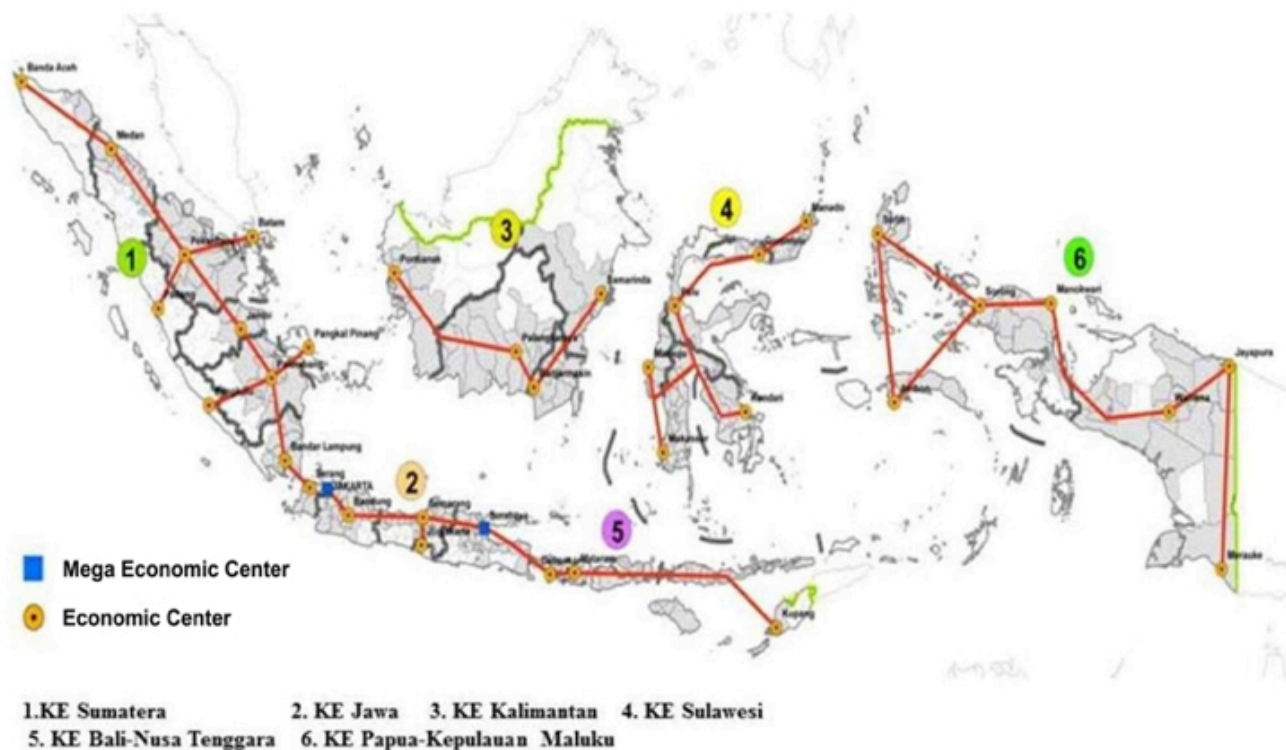 Banda Aceh
Medan
Batam
Manado
Pontianak
Samarinda
Sorong
Manokwari
Jambi
Pangkal Pinang
Jayapura
Wamena
Kendari
Makassar
Bandar Lampung
Serang
JAKARTA
Bandung
Semarang
Surabaya
Mataram
Merauke
Kupang
1
2
3
4
5
6
Mega Economic Center
Economic Center
1.KE Sumatera 2. KE Jawa 3. KE Kalimantan 4. KE Sulawesi
5. KE Bali-Nusa Tenggara 6. KE Papua-Kepulauan Maluku